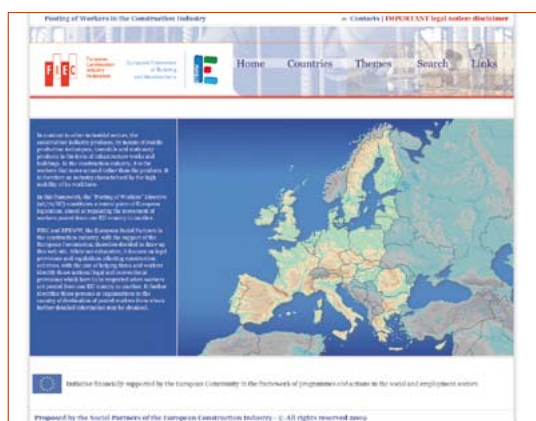 Posting of Workers in the Construction Industry
Contacts | IMPORTANT legal notice: disclaimer
FIEC
European
Construction
Industry
Federation
European Federation
of Building
and Woodworkers
Home Countries Themes Search Links
In contrast to other industrial sectors, the
construction industry produces, by means of mobile
production techniques, immobile and stationary
products in the form of infrastructure works and
buildings. In the construction industry, it is the
workers that move around rather than the products. It
is therefore an industry characterised by the high
mobility of its workforce.
In this framework, the "Posting of Workers" Directive
(96/71/EC) constitutes a central piece of European
legislation, aimed at regulating the movement of
workers posted from one EU country to another.
FIEC and EFBWW, the European Social Partners in
the construction industry, with the support of the
European Commission, therefore decided to draw up
this web site. While not exhaustive, it focuses on legal
provisions and regulations affecting construction
activities, with the aim of helping firms and workers
identify those national legal and conventional
provisions which have to be respected when workers
are posted from one EU country to another. It further
identifies those persons or organisations in the
country of destination of posted workers from whom
further detailed information may be obtained.
Initiative financially supported by the European Community in the framework of programmes and actions in the social and employment sectors
Proposed by the Social Partners of the European Construction Industry - © All rights reserved 2009